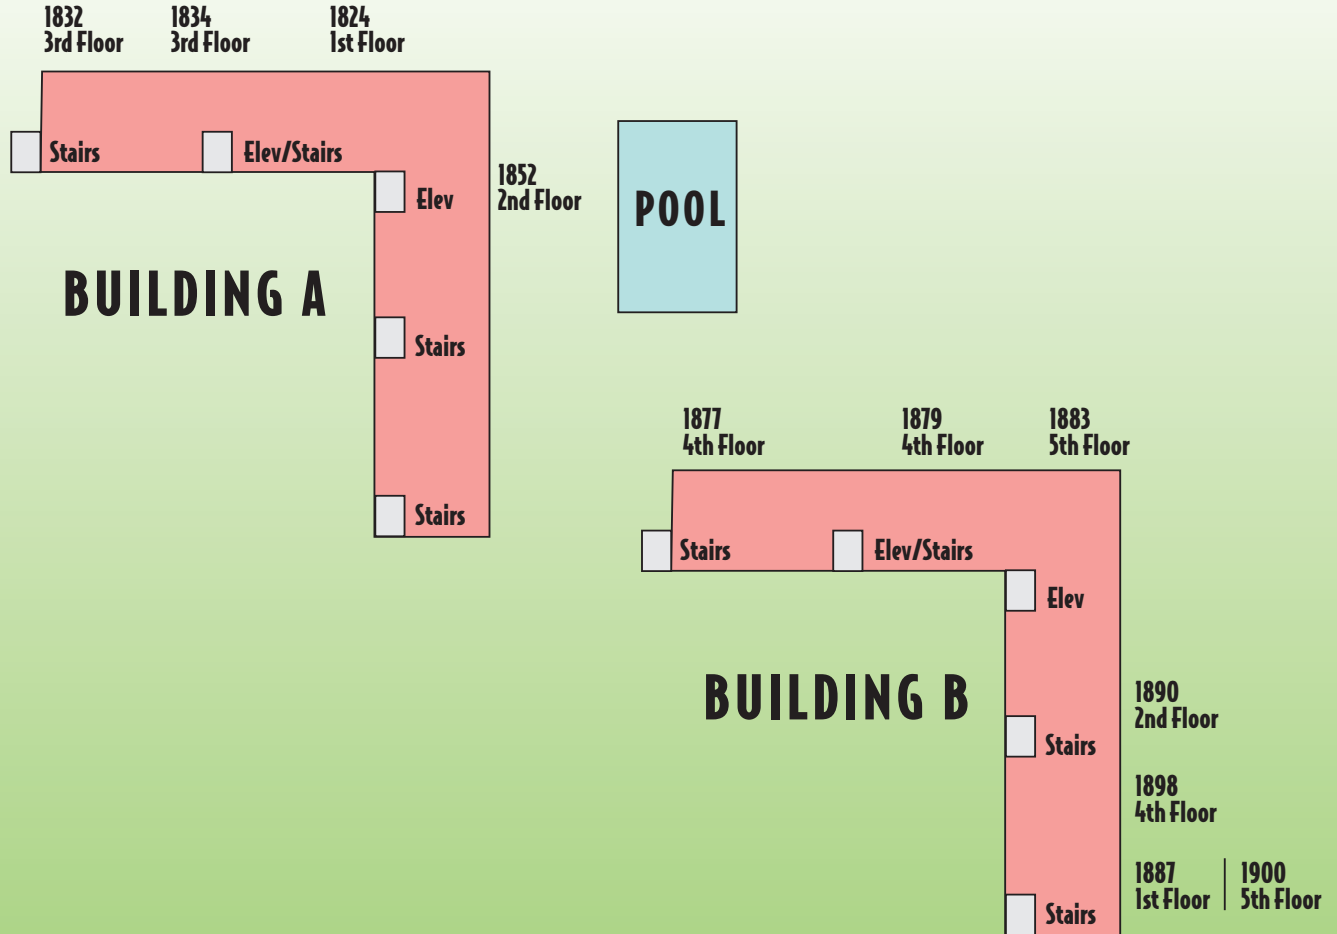 1832
3rd Floor
1834
3rd Floor
1824
1st Floor
Stairs
Elev/Stairs
Elev
1852
2nd Floor
POOL
BUILDING A
Stairs
Stairs
1877
4th Floor
1879
4th Floor
1883
5th Floor
Stairs
Elev/Stairs
Elev
BUILDING B
1890
2nd Floor
Stairs
1898
4th Floor
1887
1st Floor
1900
5th Floor
Stairs